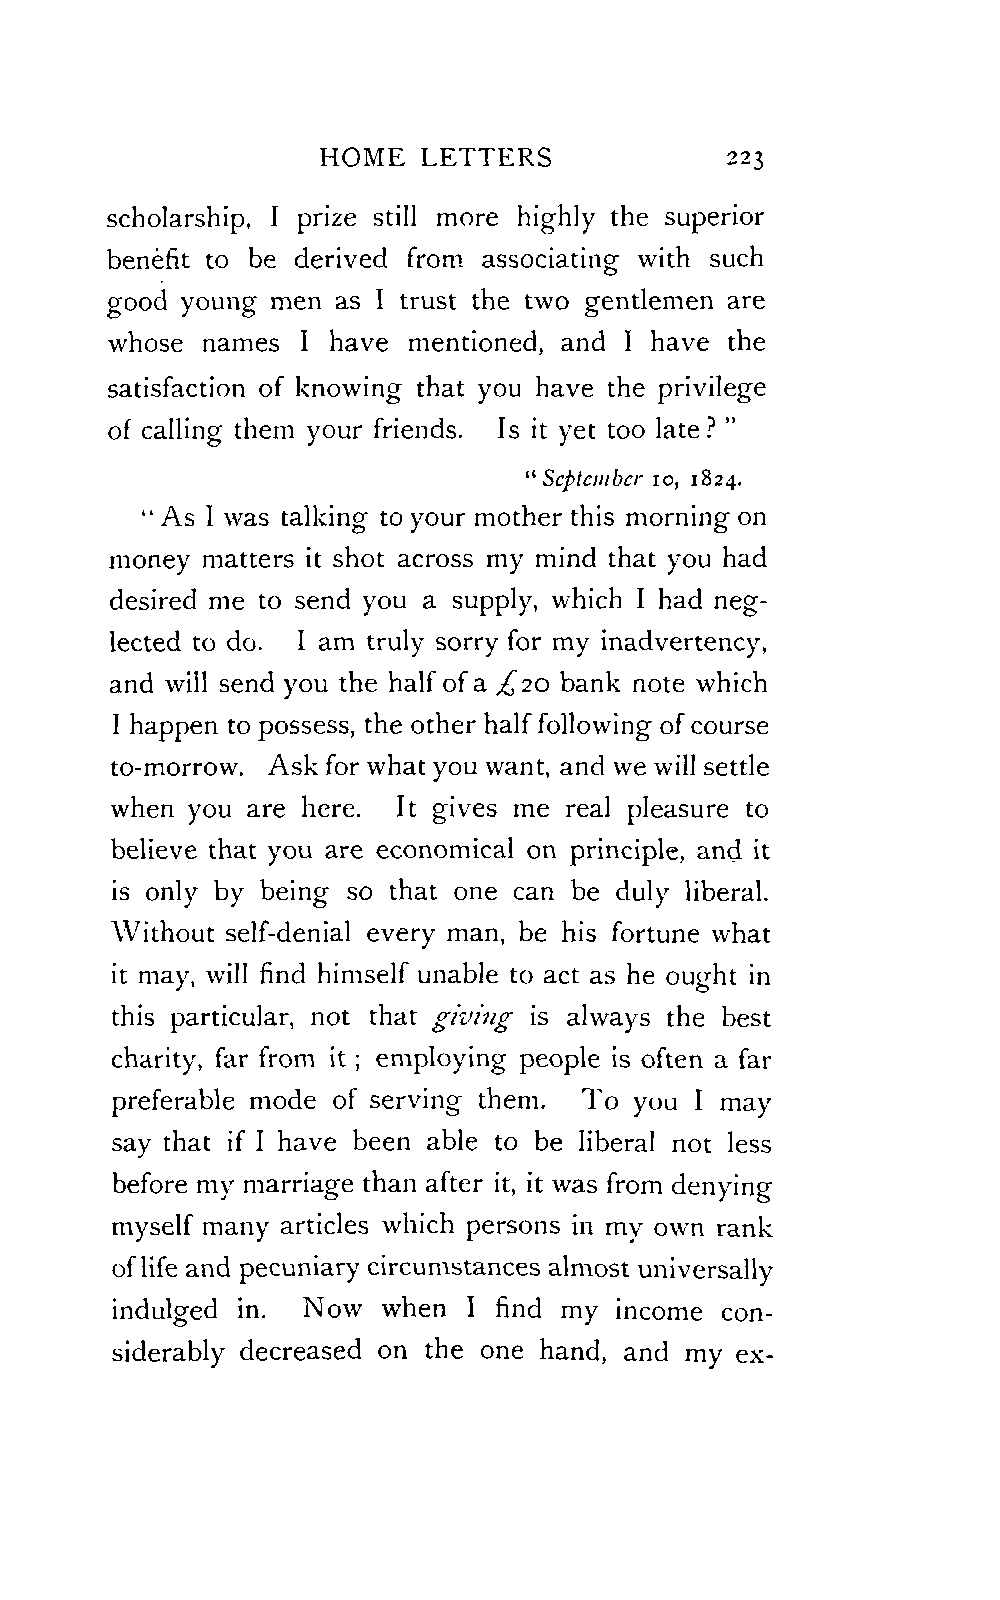 HOME LETTERS 223
scholarship, I prize still more highly the superior
benefit to be derived from associating with such
good young men as I trust the two gentlemen are
whose names I have mentioned, and I have the
satisfaction of knowing that you have the privilege
of calling them your friends. Is it yet too late?"
"September 10, 1824.
"As I was talking to your mother this morning on
money matters it shot across my mind that you had
desired me to send you a supply, which I had neg-
lected to do. I am truly sorry for my inadvertency,
and will send you the half of a £20 bank note which
I happen to possess, the other half following of course
to-morrow. Ask for what you want, and we will settle
when you are here. It gives me real pleasure to
believe that you are economical on principle, and it
is only by being so that one can be duly liberal.
Without self-denial every man, be his fortune what
it may, will find himself unable to act as he ought in
this particular, not that giving is always the best
charity, far from it; employing people is often a far
preferable mode of serving them. To you I may
say that if I have been able to be liberal not less
before my marriage than after it, it was from denying
myself many articles which persons in my own rank
of life and pecuniary circumstances almost universally
indulged in. Now when I find my income con-
siderably decreased on the one hand, and my ex-